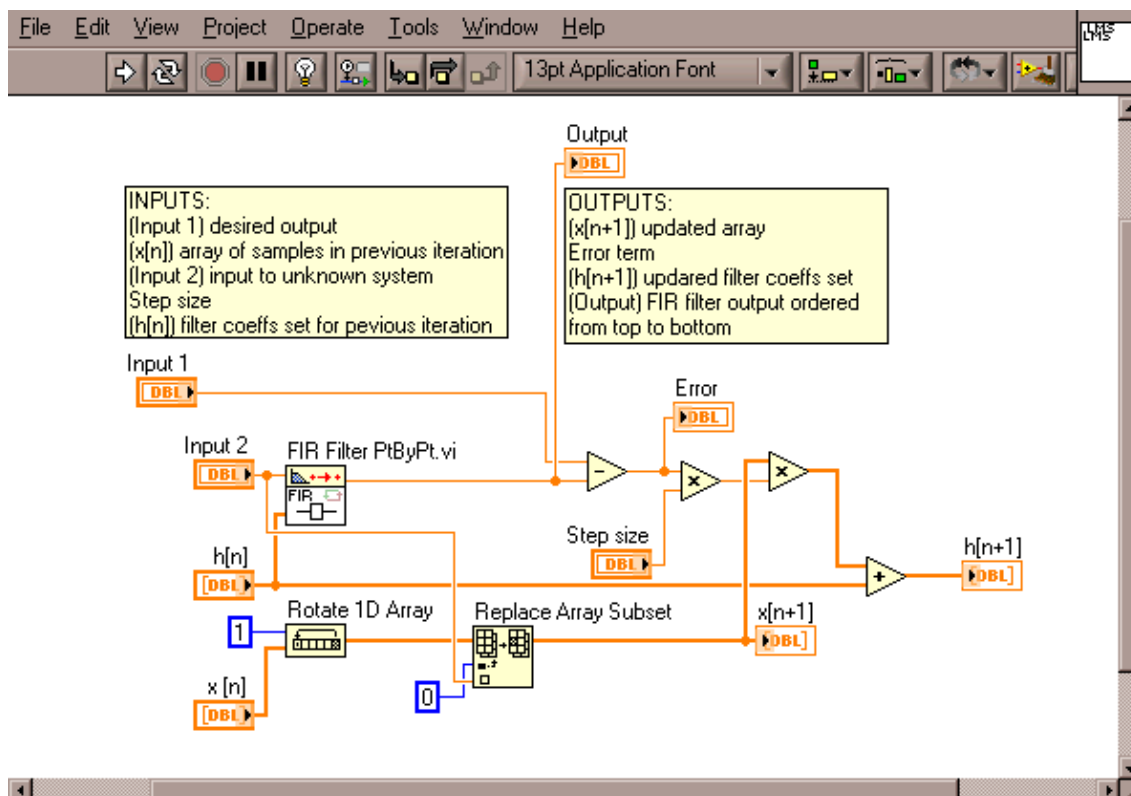 File Edit View Project Operate Tools Window Help
LMS
LMS
13pt Application Font
Output
DBL
INPUTS:
(Input 1) desired output
(x[n]) array of samples in previous iteration
(Input 2) input to unknown system
Step size
(h[n]) filter coeffs set for pevious iteration
OUTPUTS:
(x[n+1]) updated array
Error term
(h[n+1]) updared filter coeffs set
(Output) FIR filter output ordered
from top to bottom
Input 1
DBL
Error
DBL
Input 2
DBL
FIR Filter PtByPt.vi
FIR
Step size
DBL
h[n]
[DBL]
h[n+1]
[DBL]
Rotate 1D Array
1
Replace Array Subset
x[n+1]
[DBL]
0
x [n]
[DBL]